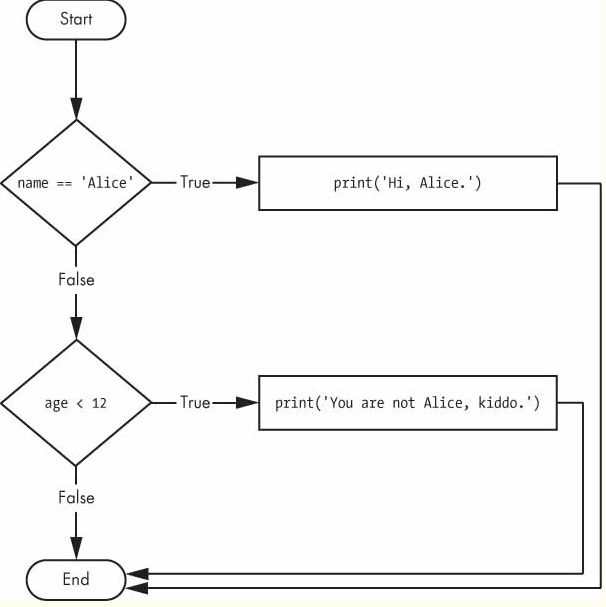 Start
name == 'Alice'
True
print('Hi, Alice.')
False
age < 12
True
print('You are not Alice, kiddo.')
False
End